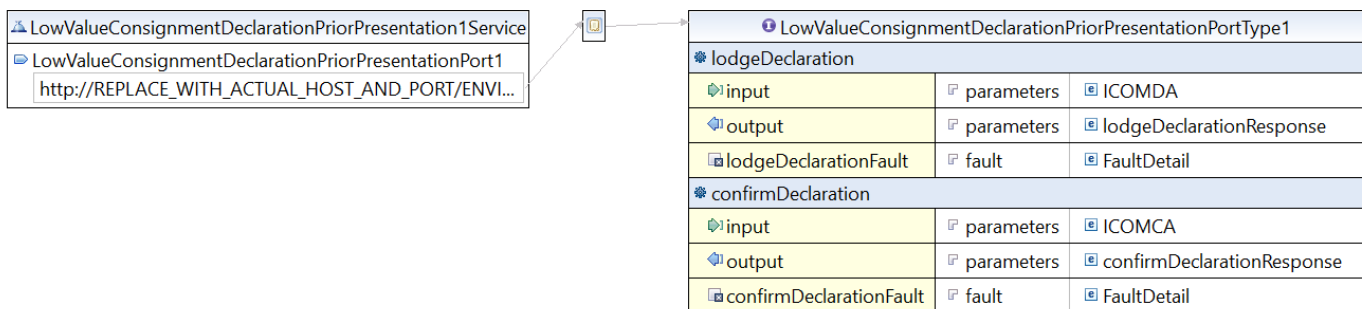 LowValueConsignmentDeclarationPriorPresentation1Service
LowValueConsignmentDeclarationPriorPresentationPort1
http://REPLACE_WITH_ACTUAL_HOST_AND_PORT/ENVI...
LowValueConsignmentDeclarationPriorPresentationPortType1
lodgeDeclaration
input parameters ICOMDA
output parameters lodgeDeclarationResponse
lodgeDeclarationFault fault FaultDetail
confirmDeclaration
input parameters ICOMCA
output parameters confirmDeclarationResponse
confirmDeclarationFault fault FaultDetail